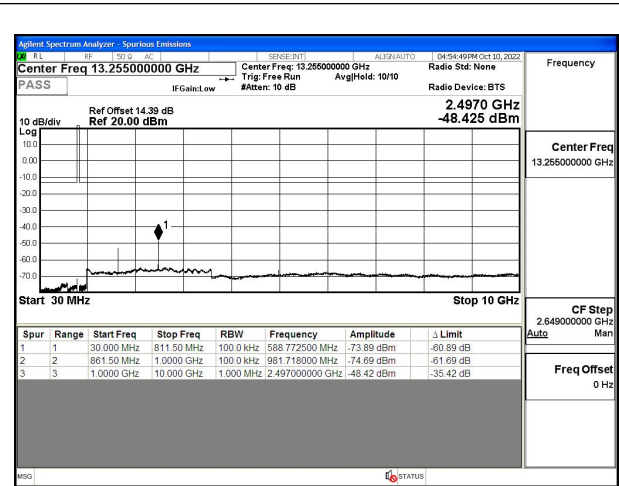 Agilent Spectrum Analyzer - Spurious Emissions
RL RF 50 Ω AC SENSE:INT ALIGNAUTO 04:54:49PM Oct 10, 2022
Center Freq 13.255000000 GHz Center Freq: 13.255000000 GHz Radio Std: None
Trig: Free Run Avg|Hold: 10/10
PASS IFGain:Low #Atten: 10 dB Radio Device: BTS
Ref Offset 14.39 dB 2.4970 GHz
10 dB/div Ref 20.00 dBm -48.425 dBm
Log
10.0
0.00
-10.0
-20.0
-30.0
-40.0
1
-50.0
-60.0
-70.0
Start 30 MHz Stop 10 GHz
Spur Range Start Freq Stop Freq RBW Frequency Amplitude Δ Limit
1 1 30.000 MHz 811.50 MHz 100.0 kHz 588.772500 MHz -73.89 dBm -60.89 dB
2 2 861.50 MHz 1.0000 GHz 100.0 kHz 981.718000 MHz -74.69 dBm -61.69 dB
3 3 1.0000 GHz 10.000 GHz 1.000 MHz 2.497000000 GHz -48.42 dBm -35.42 dB
MSG STATUS
Frequency
Center Freq
13.255000000 GHz
CF Step
2.649000000 GHz
Auto Man
Freq Offset
0 Hz